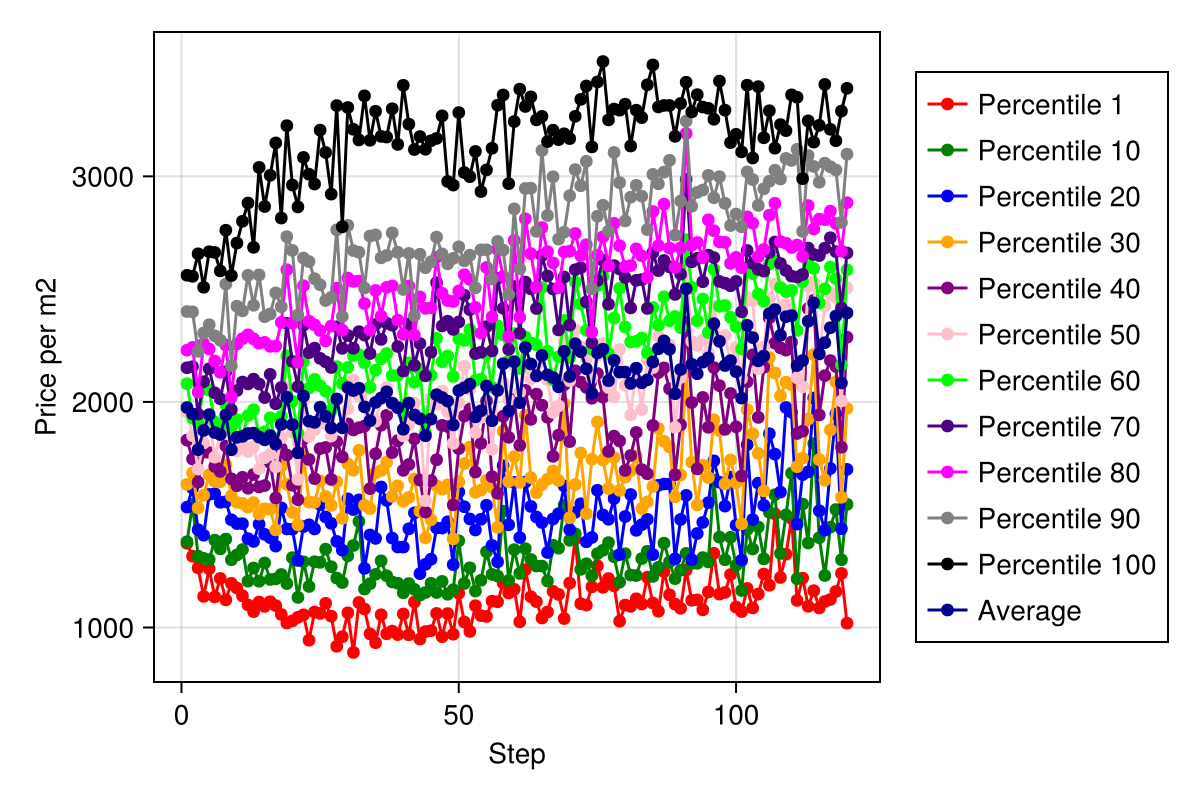 Price per m2
3000
2000
1000
0
50
100
Step
Percentile 1
Percentile 10
Percentile 20
Percentile 30
Percentile 40
Percentile 50
Percentile 60
Percentile 70
Percentile 80
Percentile 90
Percentile 100
Average